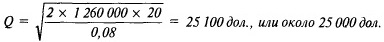 Q = √(2 × 1 260 000 × 20 / 0,08) = 25 100 дол., или около 25 000 дол.